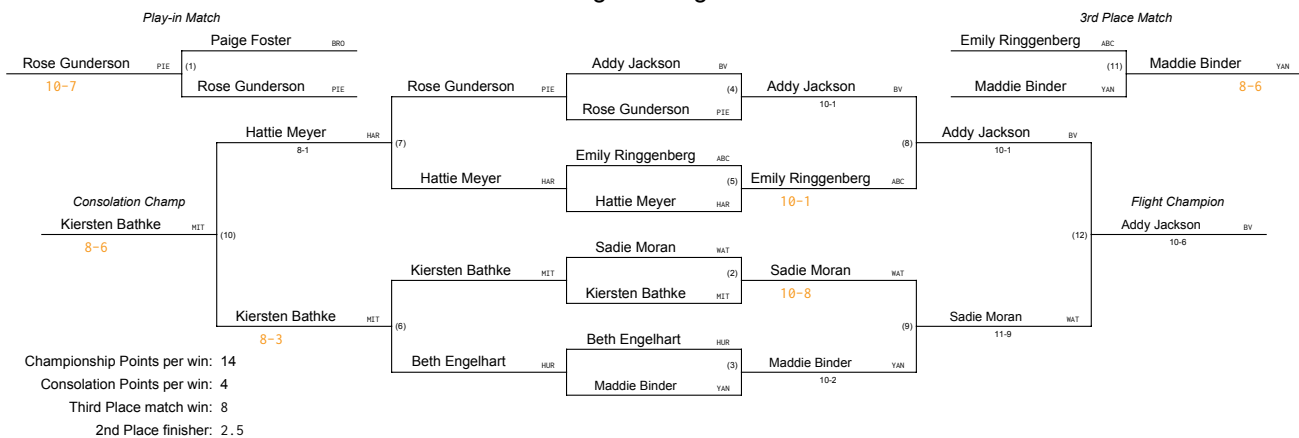 Play-in Match
3rd Place Match
Paige Foster BRO
Emily Ringgenberg ABC
Rose Gunderson PIE (1)
Addy Jackson BV
(11) Maddie Binder YAN
10-7
Rose Gunderson PIE
Rose Gunderson PIE
(4) Addy Jackson BV
Maddie Binder YAN
8-6
Rose Gunderson PIE
10-1
Hattie Meyer HAR
Addy Jackson BV
8-1
(7)
(8)
10-1
Emily Ringgenberg ABC
Hattie Meyer HAR
(5) Emily Ringgenberg ABC
Consolation Champ
Hattie Meyer HAR
10-1
Flight Champion
Kiersten Bathke MIT
Addy Jackson BV
(10)
(12)
8-6
10-6
Sadie Moran WAT
Kiersten Bathke MIT
(2) Sadie Moran WAT
Kiersten Bathke MIT
10-8
Kiersten Bathke MIT
Sadie Moran WAT
8-3
(6)
(9)
11-9
Beth Engelhart HUR
Championship Points per win: 14
Beth Engelhart HUR
(3) Maddie Binder YAN
Consolation Points per win: 4
Maddie Binder YAN
10-2
Third Place match win: 8
2nd Place finisher: 2.5